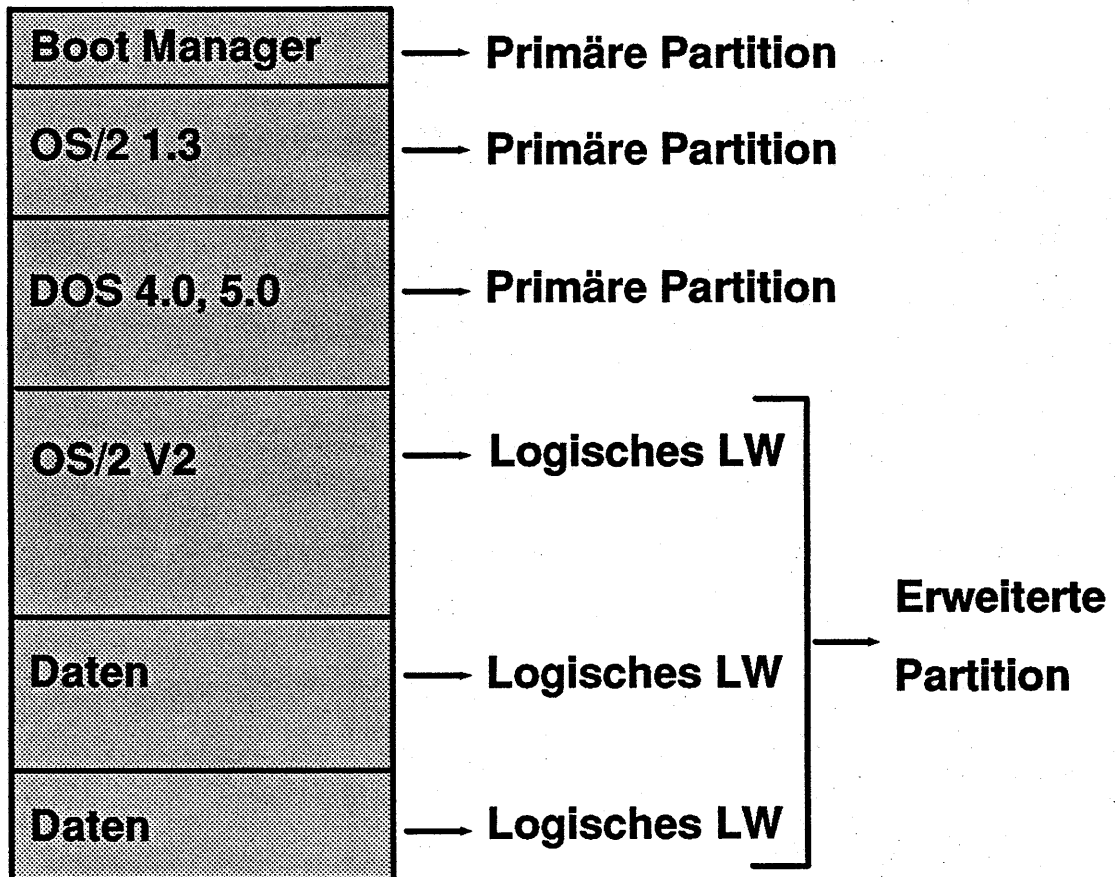 Boot Manager → Primäre Partition
OS/2 1.3 → Primäre Partition
DOS 4.0, 5.0 → Primäre Partition
OS/2 V2 → Logisches LW
Erweiterte
Daten → Logisches LW
Partition
Daten → Logisches LW